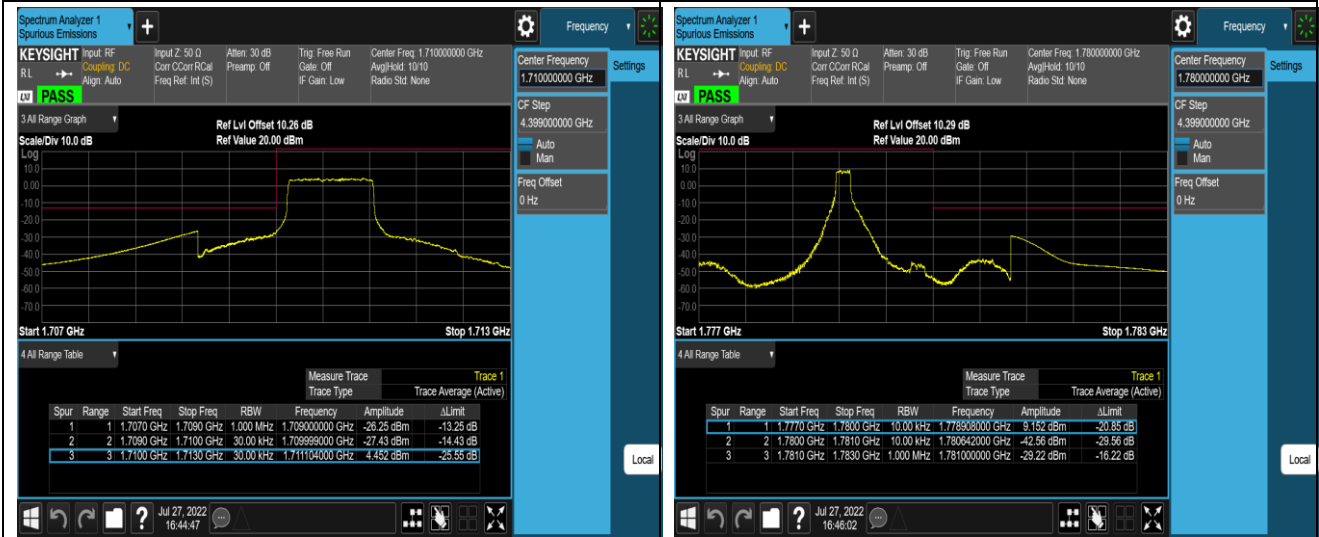 Spectrum Analyzer 1
Spurious Emissions
+
Frequency
KEYSIGHT
RL
PASS
Input: RF
Coupling: DC
Align: Auto
Input Z: 50 Ω
Corr CCorr RCal
Freq Ref: Int (S)
Atten: 30 dB
Preamp: Off
Trig: Free Run
Gate: Off
IF Gain: Low
Center Freq: 1.710000000 GHz
Avg|Hold: 10/10
Radio Std: None
Center Frequency
1.710000000 GHz
Settings
CF Step
4.399000000 GHz
Auto
Man
Freq Offset
0 Hz
3 All Range Graph
Scale/Div 10.0 dB
Ref Lvl Offset 10.26 dB
Ref Value 20.00 dBm
Log
10.0
0.00
-10.0
-20.0
-30.0
-40.0
-50.0
-60.0
-70.0
Start 1.707 GHz
Stop 1.713 GHz
4 All Range Table
Measure Trace Trace 1
Trace Type Trace Average (Active)
Spur Range Start Freq Stop Freq RBW Frequency Amplitude ΔLimit
1 1 1.7070 GHz 1.7090 GHz 1.000 MHz 1.709000000 GHz -26.25 dBm -13.25 dB
2 2 1.7090 GHz 1.7100 GHz 30.00 kHz 1.709999000 GHz -27.43 dBm -14.43 dB
3 3 1.7100 GHz 1.7130 GHz 30.00 kHz 1.711104000 GHz 4.452 dBm -25.55 dB
Local
?
Jul 27, 2022
16:44:47
Spectrum Analyzer 1
Spurious Emissions
+
Frequency
KEYSIGHT
RL
PASS
Input: RF
Coupling: DC
Align: Auto
Input Z: 50 Ω
Corr CCorr RCal
Freq Ref: Int (S)
Atten: 30 dB
Preamp: Off
Trig: Free Run
Gate: Off
IF Gain: Low
Center Freq: 1.780000000 GHz
Avg|Hold: 10/10
Radio Std: None
Center Frequency
1.780000000 GHz
Settings
CF Step
4.399000000 GHz
Auto
Man
Freq Offset
0 Hz
3 All Range Graph
Scale/Div 10.0 dB
Ref Lvl Offset 10.29 dB
Ref Value 20.00 dBm
Log
10.0
0.00
-10.0
-20.0
-30.0
-40.0
-50.0
-60.0
-70.0
Start 1.777 GHz
Stop 1.783 GHz
4 All Range Table
Measure Trace Trace 1
Trace Type Trace Average (Active)
Spur Range Start Freq Stop Freq RBW Frequency Amplitude ΔLimit
1 1 1.7770 GHz 1.7800 GHz 10.00 kHz 1.778908000 GHz 9.152 dBm -20.85 dB
2 2 1.7800 GHz 1.7810 GHz 10.00 kHz 1.780642000 GHz -42.56 dBm -29.56 dB
3 3 1.7810 GHz 1.7830 GHz 1.000 MHz 1.781000000 GHz -29.22 dBm -16.22 dB
Local
?
Jul 27, 2022
16:46:02